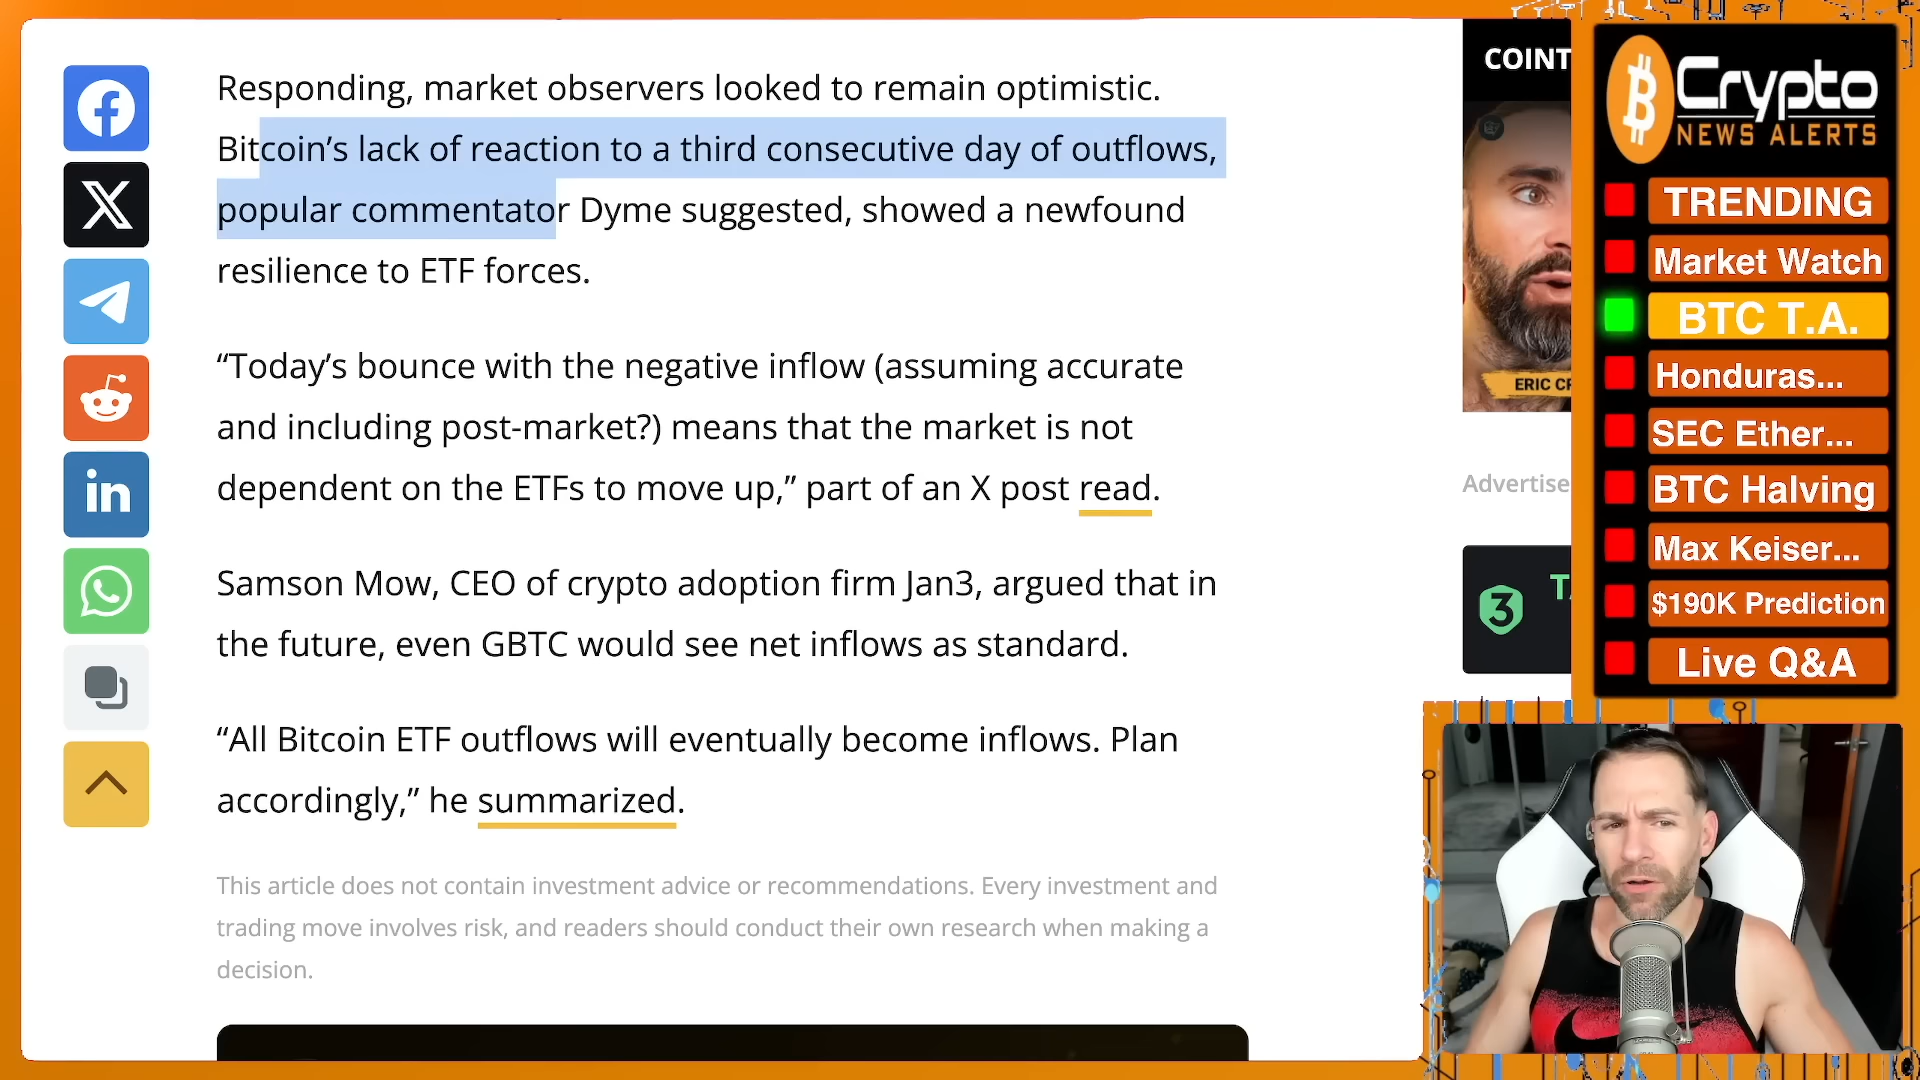 Responding, market observers looked to remain optimistic.
Bitcoin’s lack of reaction to a third consecutive day of outflows,
popular commentator Dyme suggested, showed a newfound
resilience to ETF forces.
“Today’s bounce with the negative inflow (assuming accurate
and including post-market?) means that the market is not
dependent on the ETFs to move up,” part of an X post read.
Samson Mow, CEO of crypto adoption firm Jan3, argued that in
the future, even GBTC would see net inflows as standard.
“All Bitcoin ETF outflows will eventually become inflows. Plan
accordingly,” he summarized.
This article does not contain investment advice or recommendations. Every investment and
trading move involves risk, and readers should conduct their own research when making a
decision.
in
COINT
ERIC CR
Advertise
3
Crypto
NEWS ALERTS
TRENDING
Market Watch
BTC T.A.
Honduras...
SEC Ether...
BTC Halving
Max Keiser...
$190K Prediction
Live Q&A